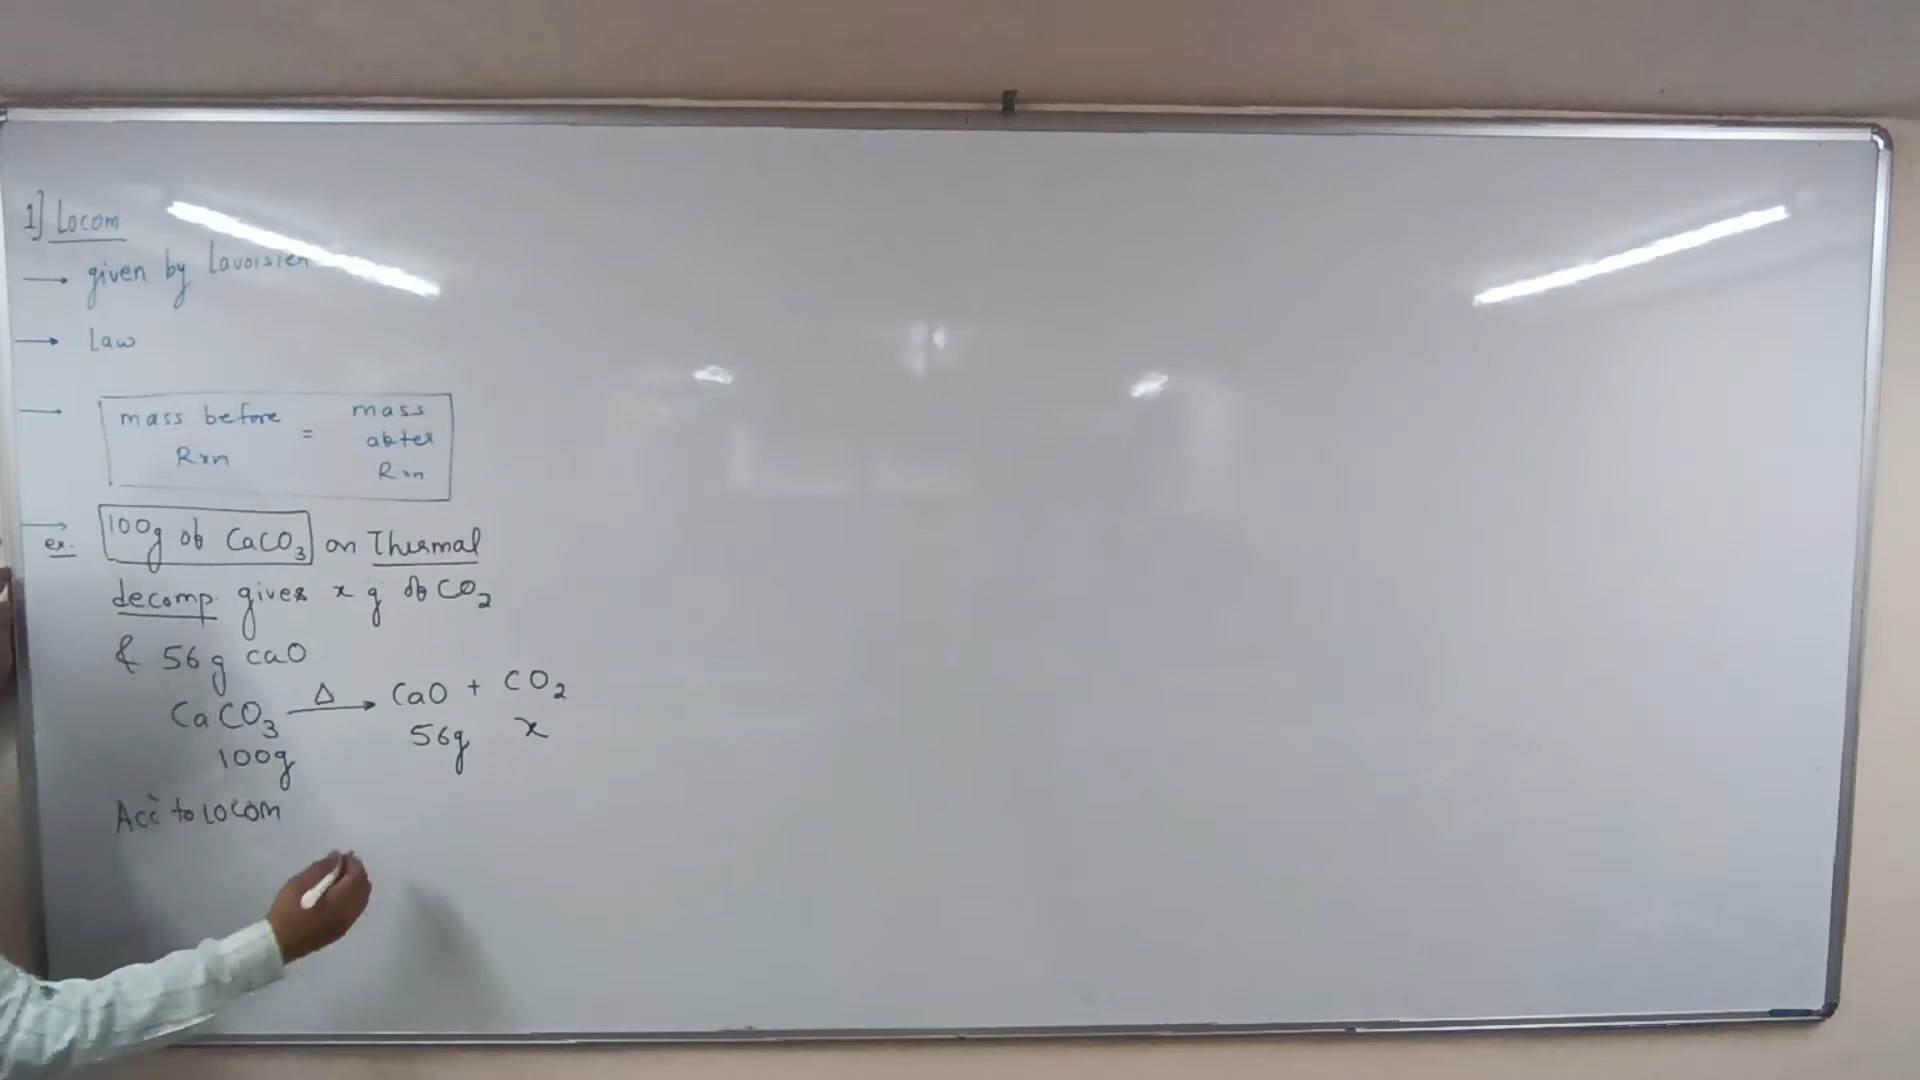 1] Locom
→ given by Lavoisier
→ Law
→ mass before Rxn = mass after Rxn
→ ex. 100g of CaCO₃ on Thermal
decomp. gives x g of CO₂
& 56g CaO
CaCO₃ —Δ→ CaO + CO₂
100g 56g x
Acc to LOCOM